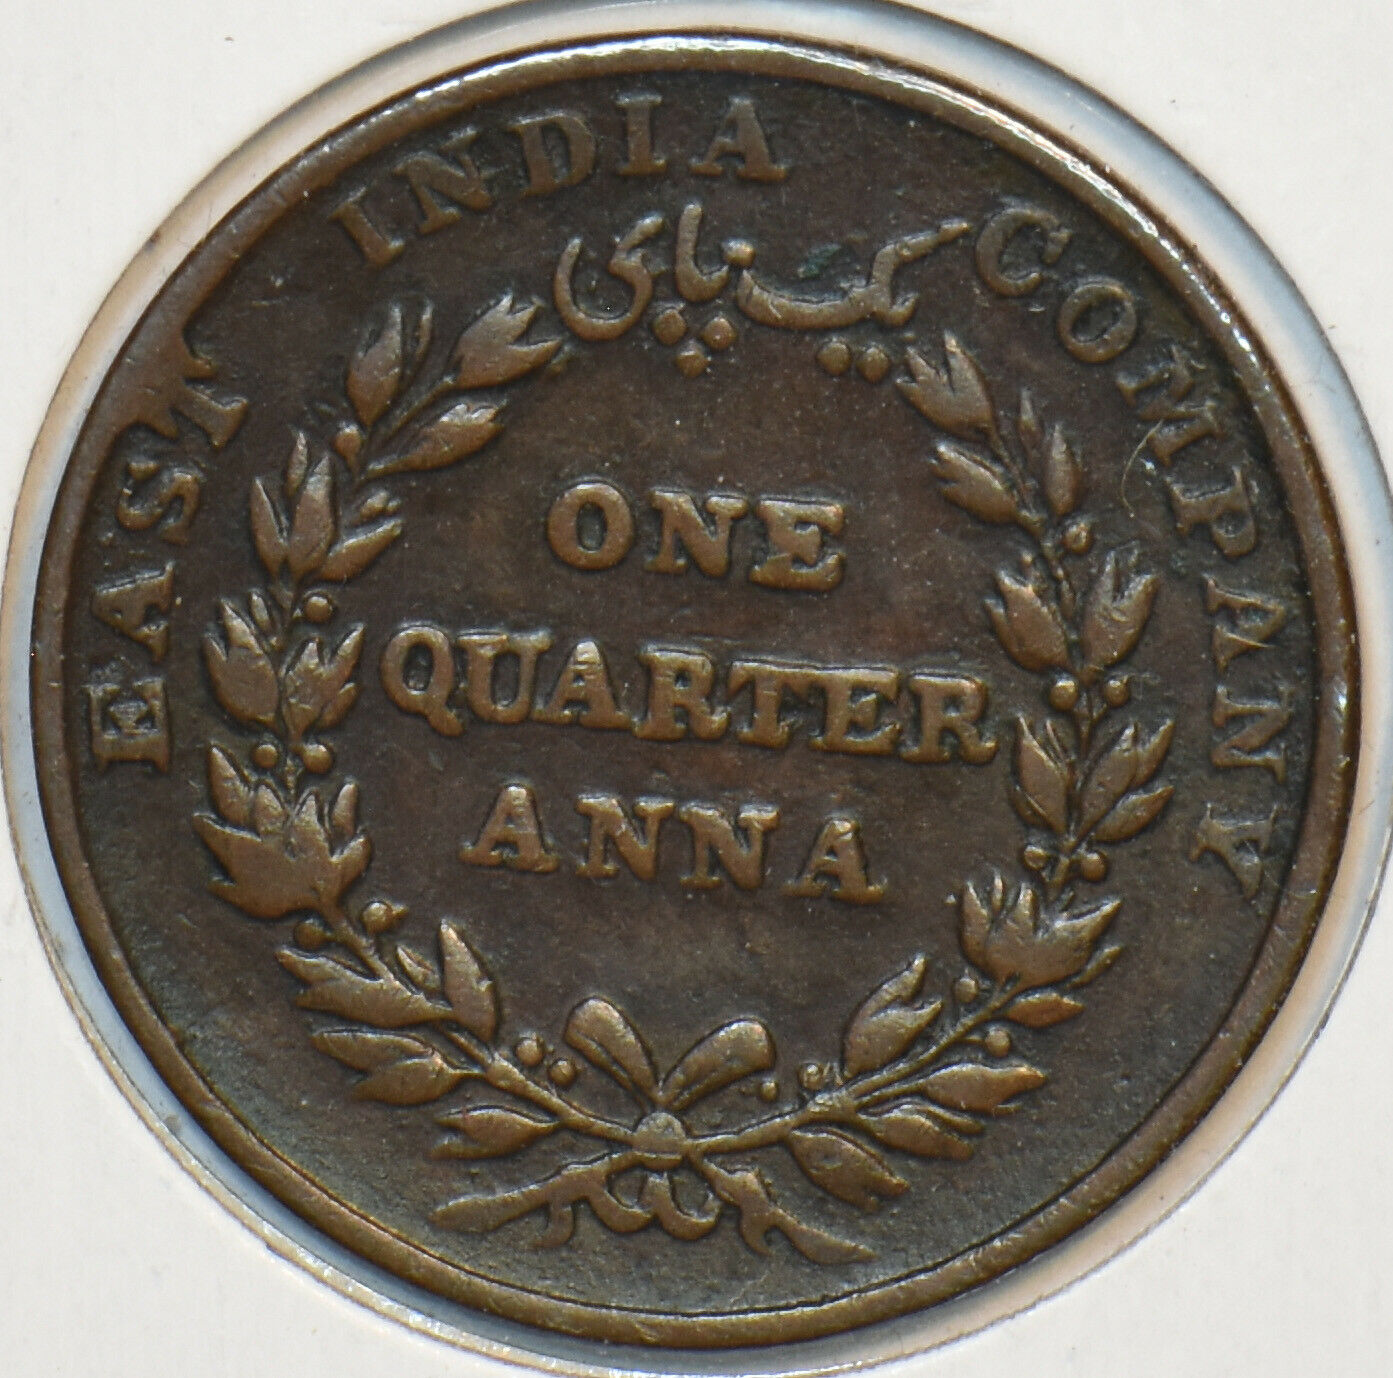 EAST INDIA COMPANY
یک پای
ONE
QUARTER
ANNA